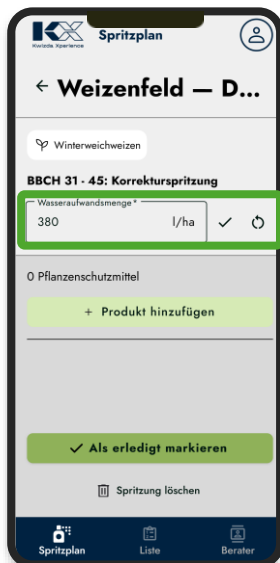 KX
Kwizda Xperience
Spritzplan
← Weizenfeld — D...
Winterweichweizen
BBCH 31 - 45: Korrekturspritzung
Wasseraufwandsmenge*
380 l/ha
0 Pflanzenschutzmittel
+ Produkt hinzufügen
Als erledigt markieren
Spritzung löschen
Spritzplan Liste Berater